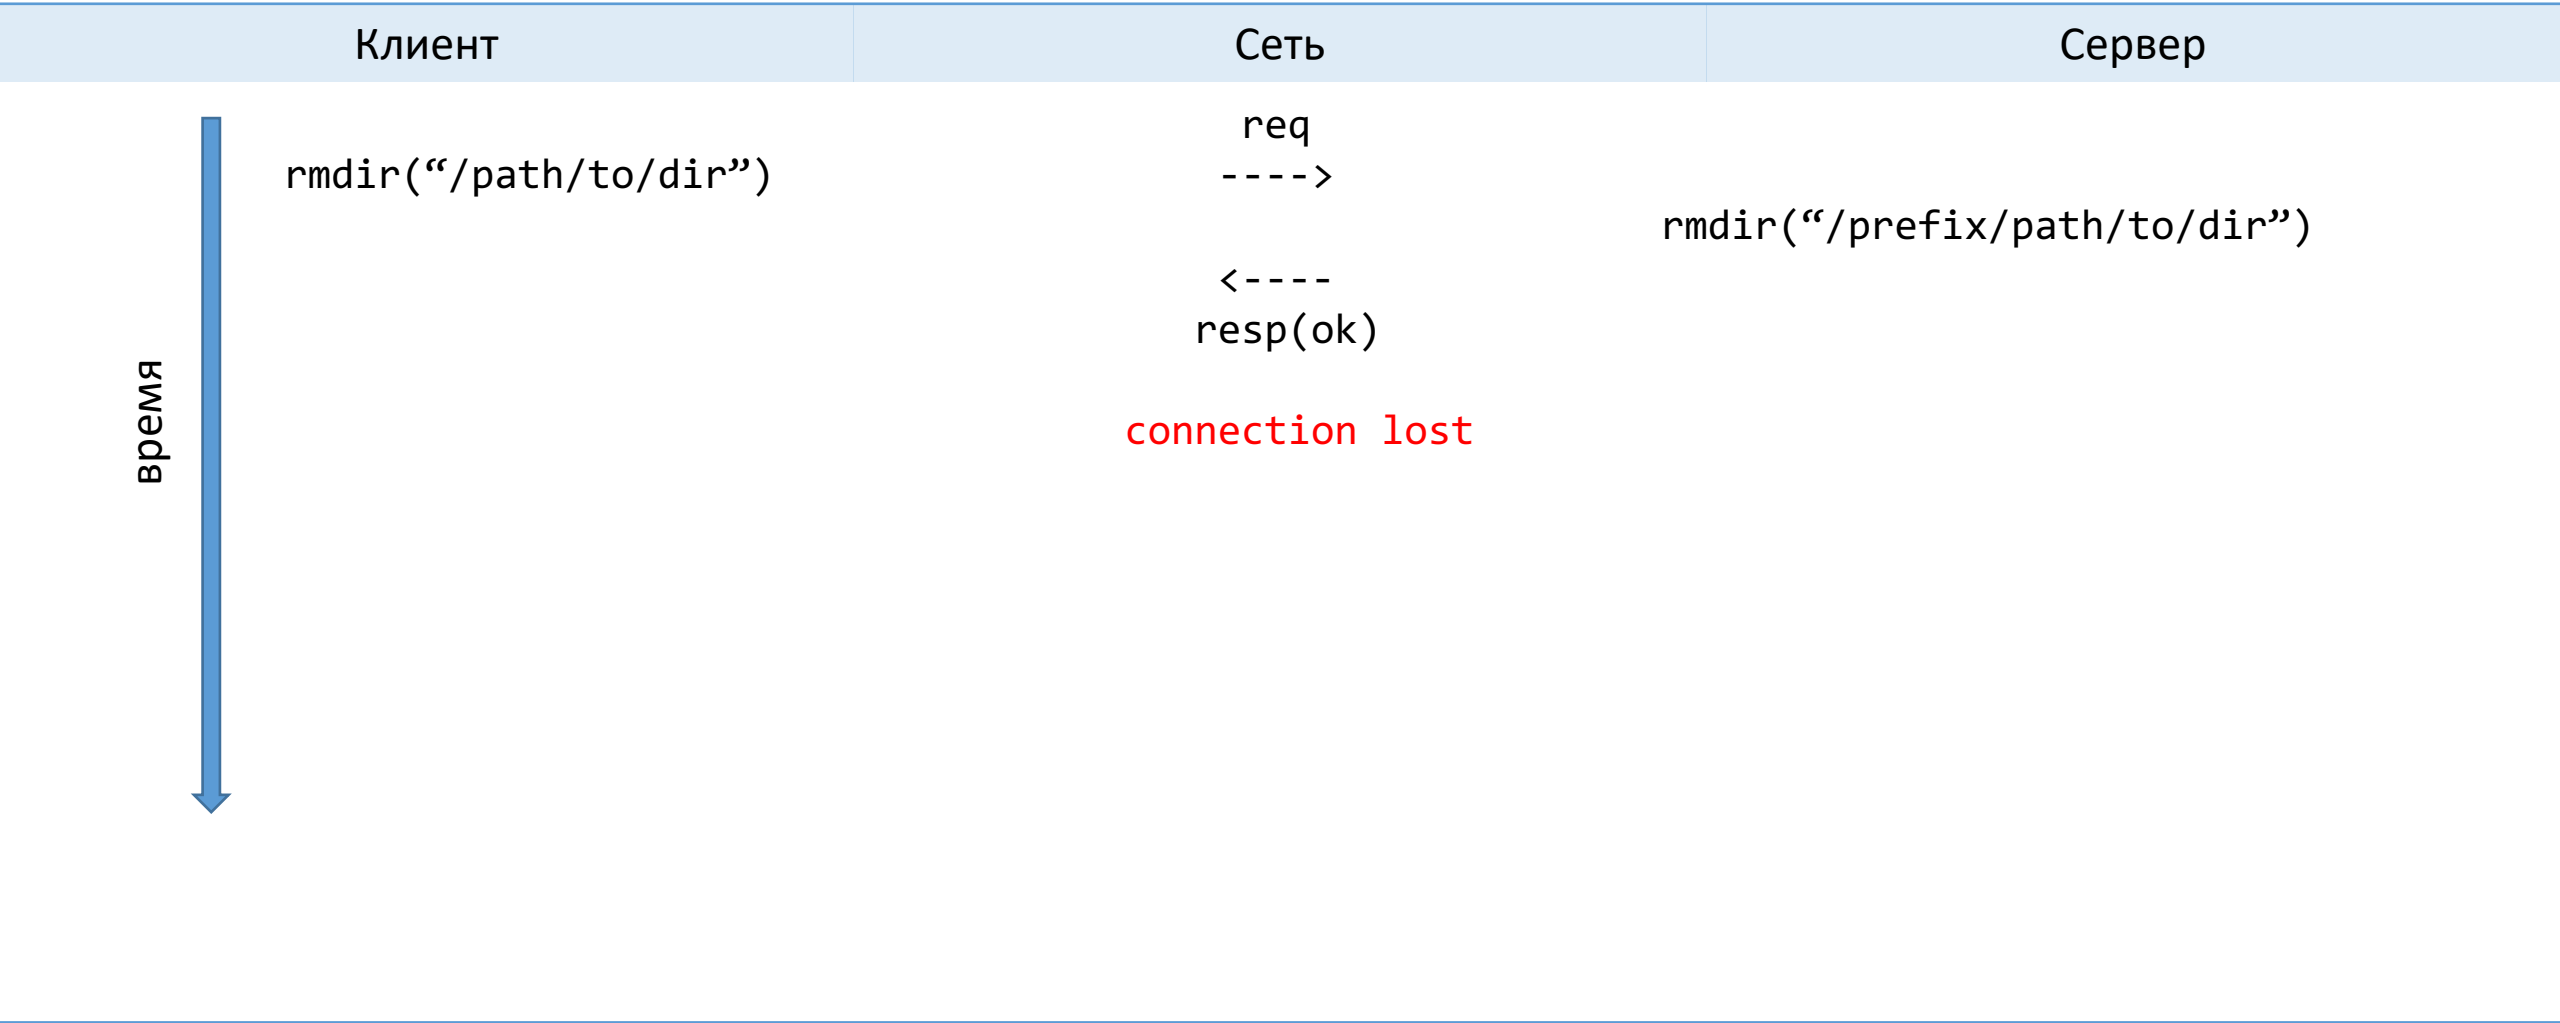 Клиент Сеть Сервер
req
rmdir(“/path/to/dir”) ---->
rmdir(“/prefix/path/to/dir”)
<----
resp(ok)
connection lost
время